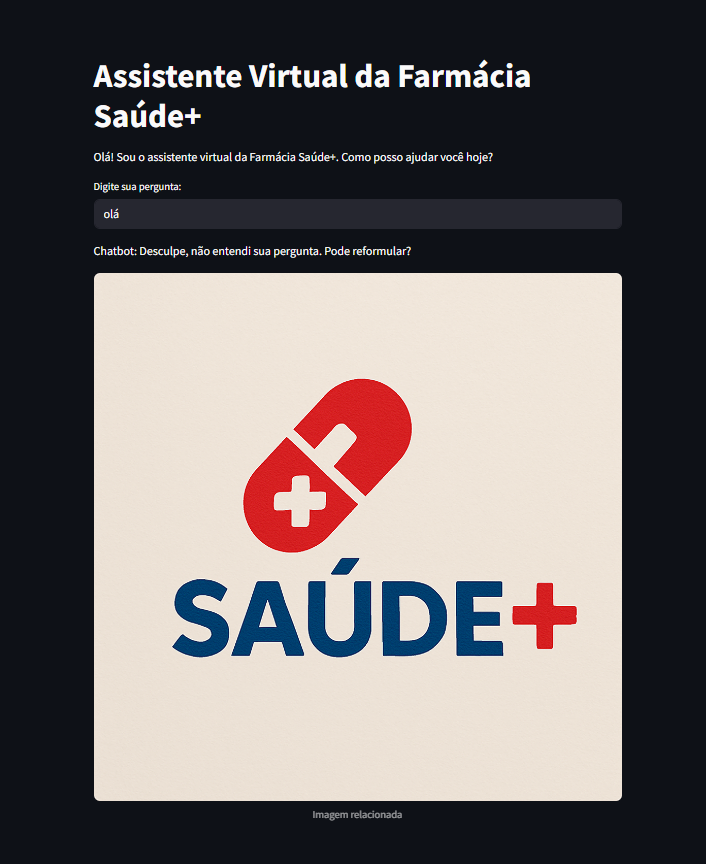 Assistente Virtual da Farmácia
Saúde+
Olá! Sou o assistente virtual da Farmácia Saúde+. Como posso ajudar você hoje?
Digite sua pergunta:
olá
Chatbot: Desculpe, não entendi sua pergunta. Pode reformular?
SAÚDE+
Imagem relacionada